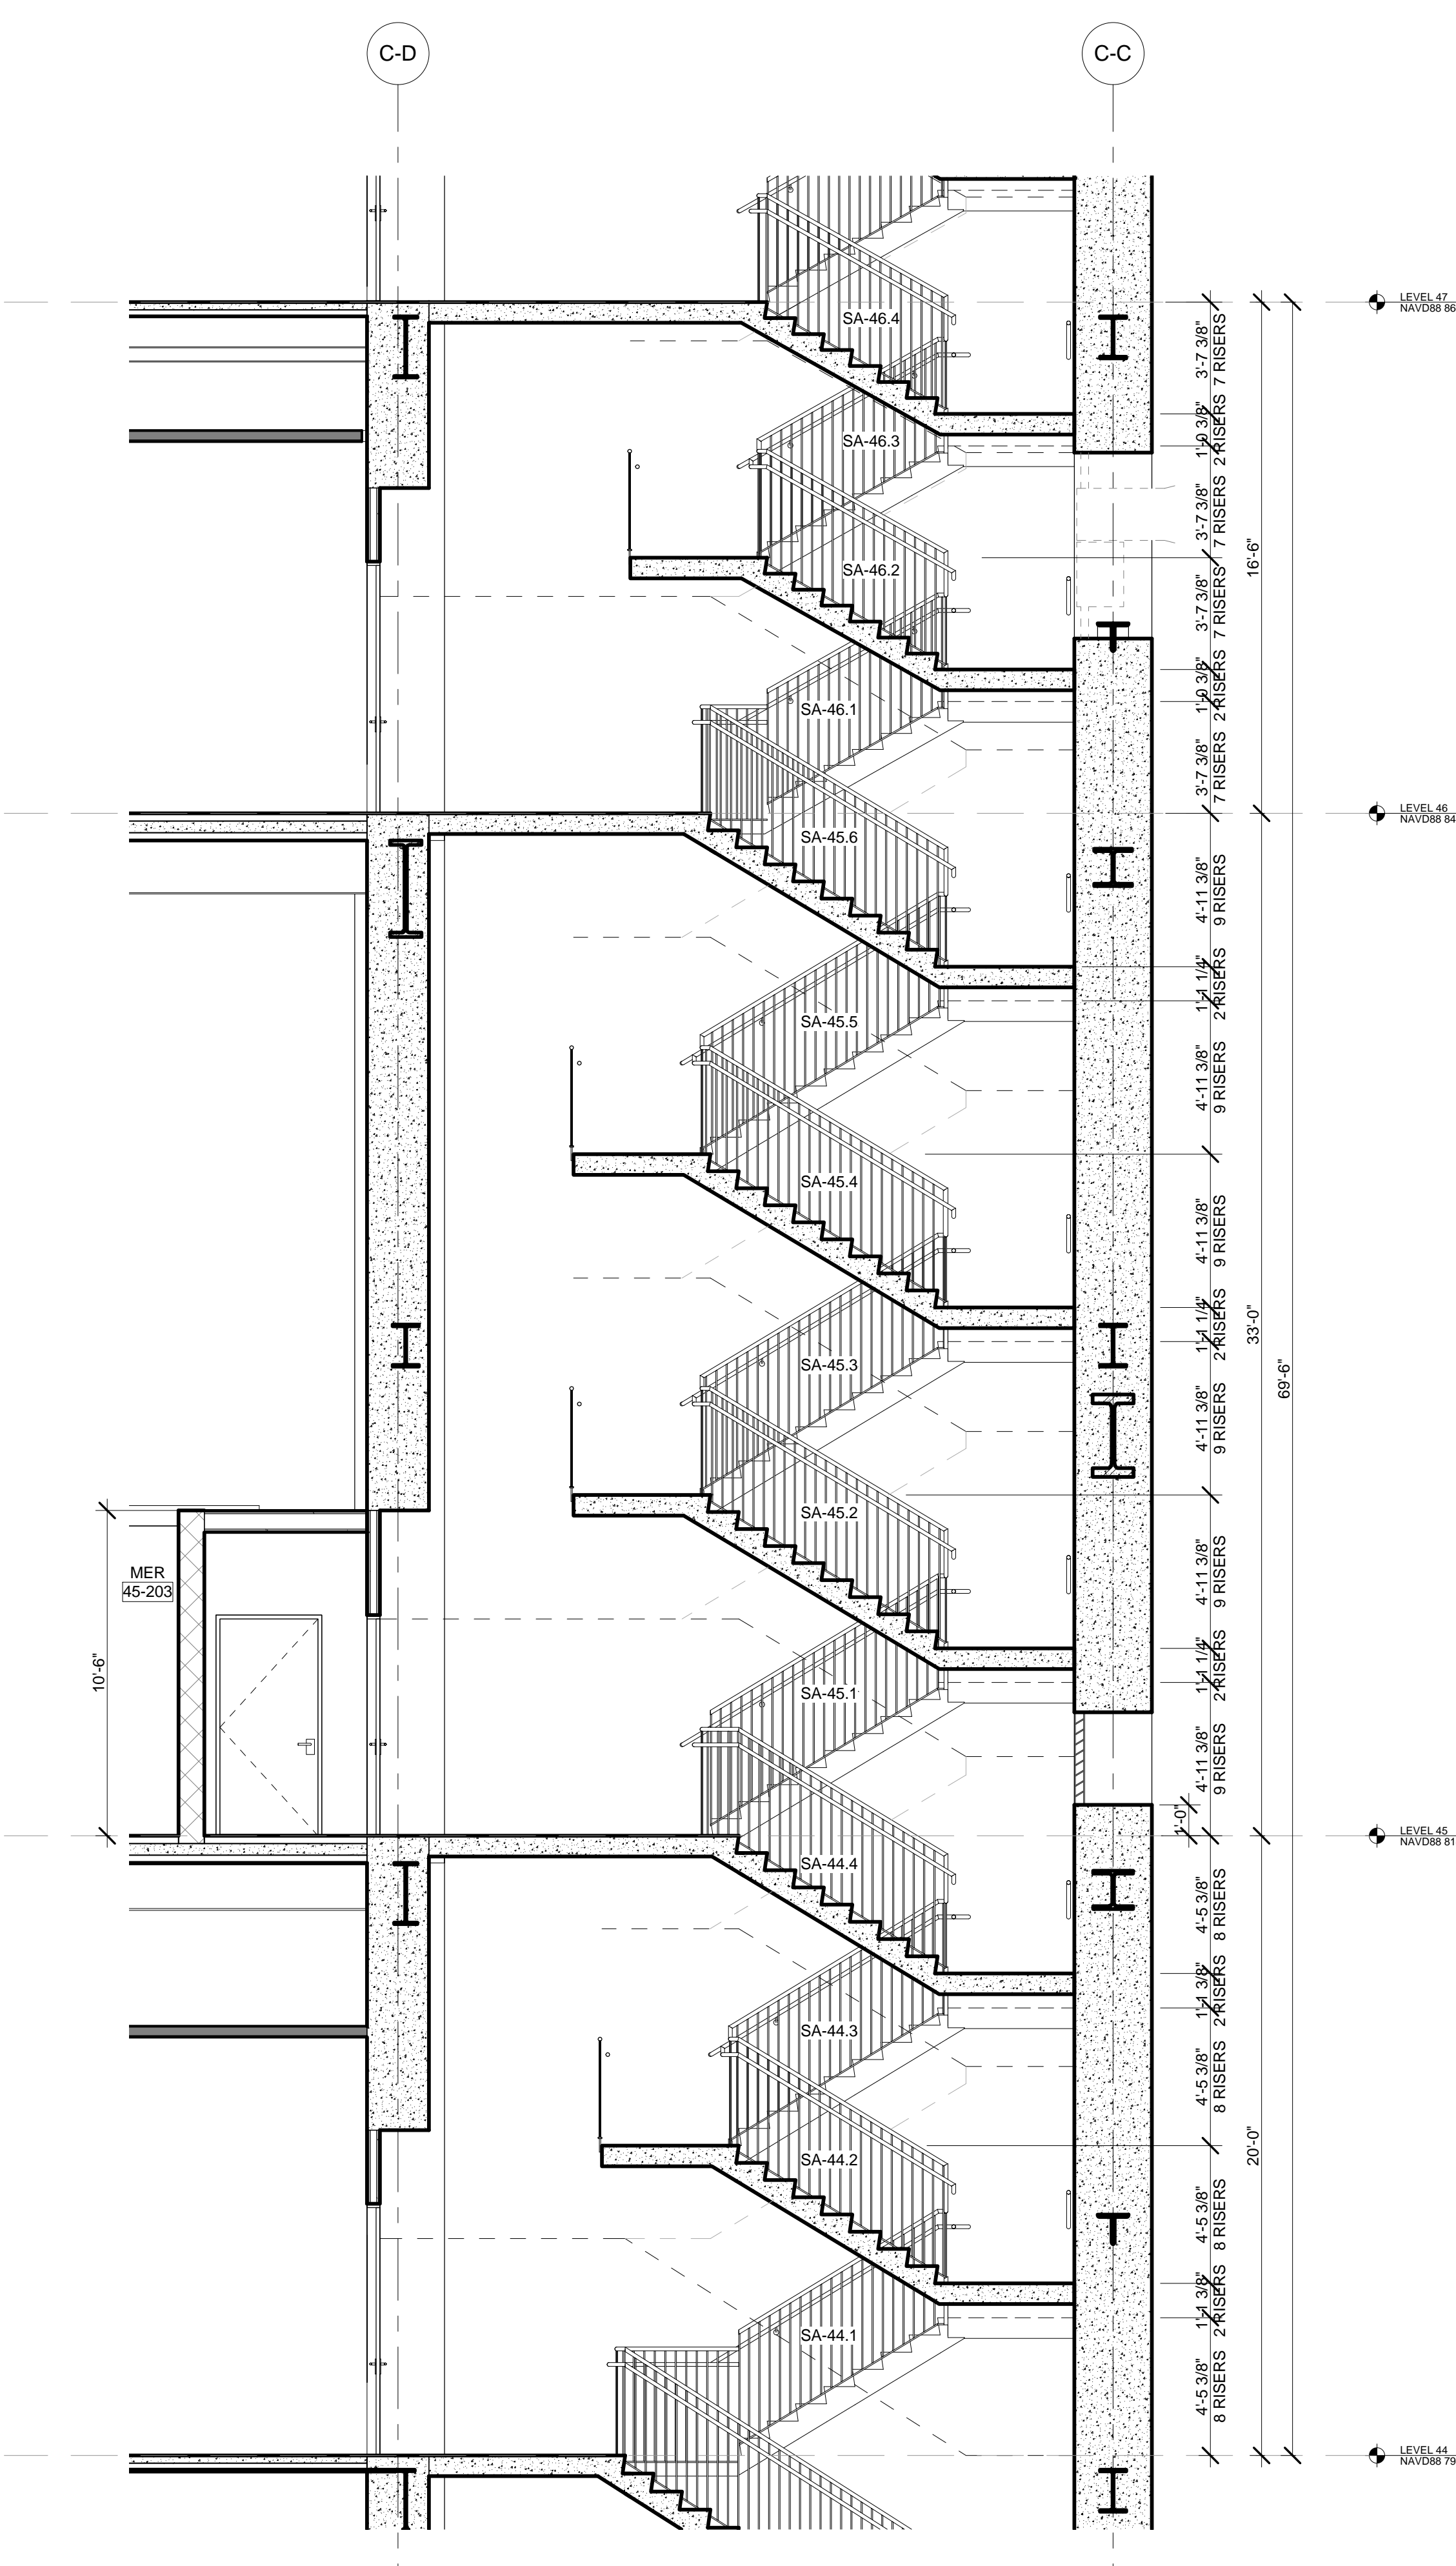 C-D
C-C
LEVEL 47
NAVD88 86
SA-46.4
3'-7 3/8"
7 RISERS
1'-0 3/8"
2 RISERS
SA-46.3
3'-7 3/8"
7 RISERS
16'-6"
SA-46.2
3'-7 3/8"
7 RISERS
1'-0 3/8"
2 RISERS
SA-46.1
3'-7 3/8"
7 RISERS
LEVEL 46
NAVD88 84
SA-45.6
4'-11 3/8"
9 RISERS
1'-1 1/4"
2 RISERS
SA-45.5
4'-11 3/8"
9 RISERS
SA-45.4
4'-11 3/8"
9 RISERS
1'-1 1/4"
2 RISERS
33'-0"
69'-6"
SA-45.3
4'-11 3/8"
9 RISERS
SA-45.2
4'-11 3/8"
9 RISERS
MER
45-203
10'-6"
1'-1 1/4"
2 RISERS
SA-45.1
4'-11 3/8"
9 RISERS
LEVEL 45
NAVD88 81
SA-44.4
4'-5 3/8"
8 RISERS
1'-1 3/8"
2 RISERS
SA-44.3
4'-5 3/8"
8 RISERS
20'-0"
SA-44.2
4'-5 3/8"
8 RISERS
1'-1 3/8"
2 RISERS
SA-44.1
4'-5 3/8"
8 RISERS
LEVEL 44
NAVD88 79